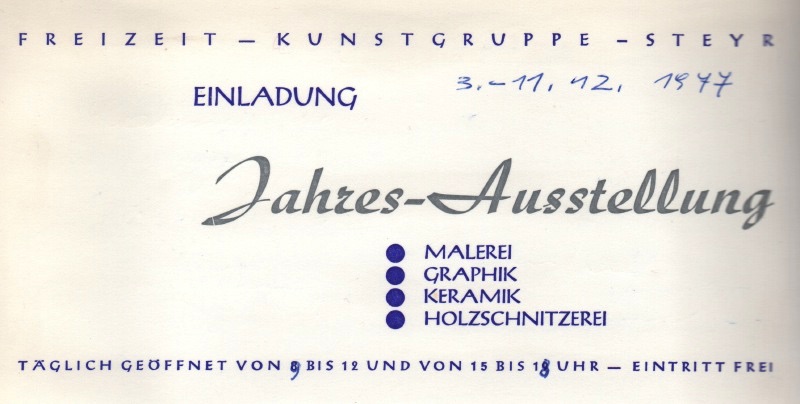 FREIZEIT – KUNSTGRUPPE – STEYR
EINLADUNG
3.–11.12. 1977
Jahres-Ausstellung
● MALEREI
● GRAPHIK
● KERAMIK
● HOLZSCHNITZEREI
TÄGLICH GEÖFFNET VON 9 BIS 12 UND VON 15 BIS 18 UHR – EINTRITT FREI